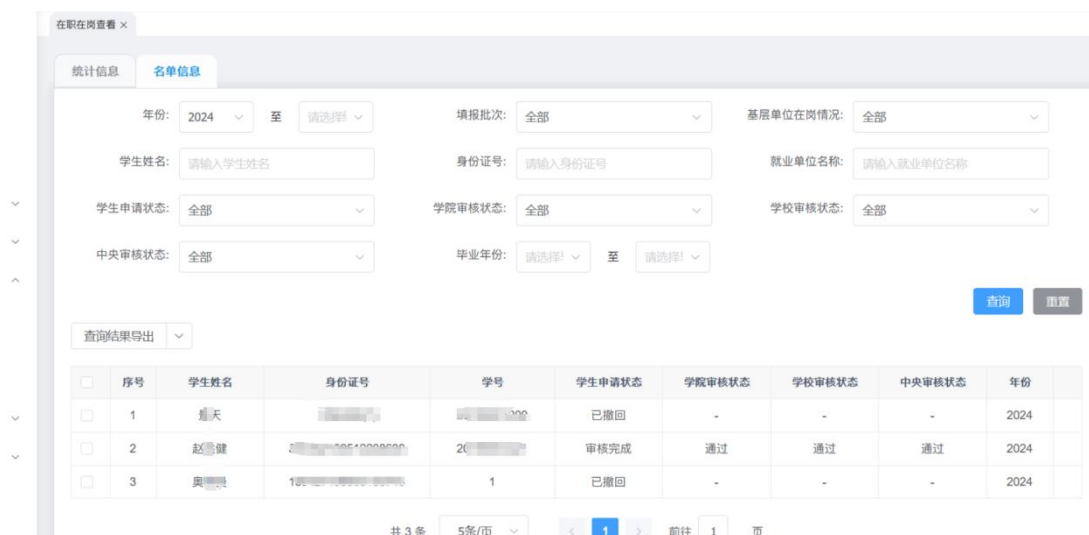 在职在岗查看 ×
统计信息 名单信息
年份: 2024 至 请选择 填报批次: 全部 基层单位在岗情况: 全部
学生姓名: 请输入学生姓名 身份证号: 请输入身份证号 就业单位名称: 请输入就业单位名称
学生申请状态: 全部 学院审核状态: 全部 学校审核状态: 全部
中央审核状态: 全部 毕业年份: 请选择 至 请选择
查询 重置
查询结果导出
序号 学生姓名 身份证号 学号 学生申请状态 学院审核状态 学校审核状态 中央审核状态 年份
1 天 已撤回 - - - 2024
2 赵 健 20 审核完成 通过 通过 通过 2024
3 奥 1 已撤回 - - - 2024
共 3 条 5条/页 < 1 > 前往 1 页